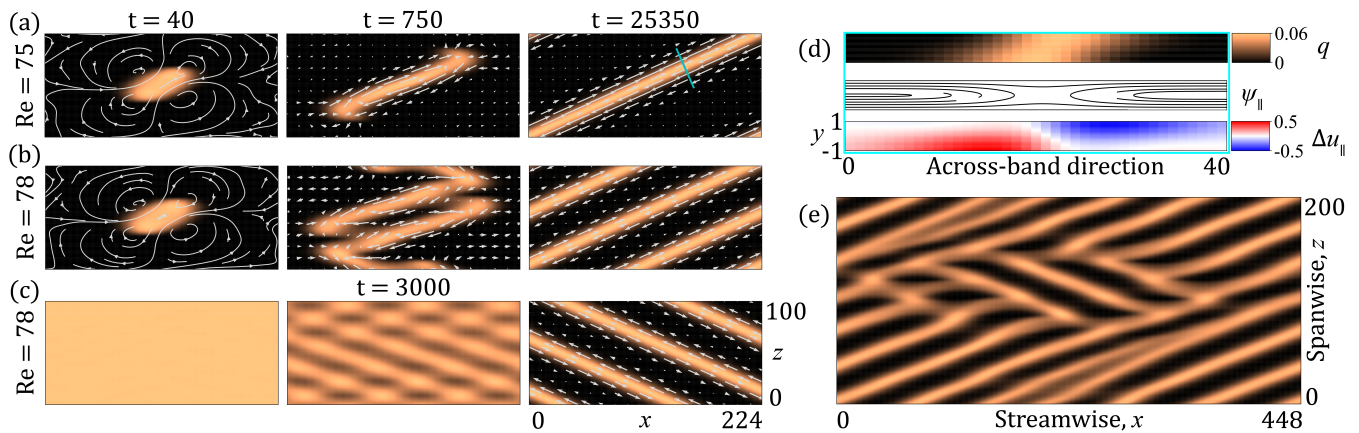 (a)
t = 40
t = 750
t = 25350
Re = 75
(b)
Re = 78
(c)
t = 3000
Re = 78
100
z
0
0
x
224
(d)
0.06
q
0
ψ∥
1
y
-1
0.5
Δu∥
-0.5
0
Across-band direction
40
(e)
200
Spanwise, z
0
0
Streamwise, x
448